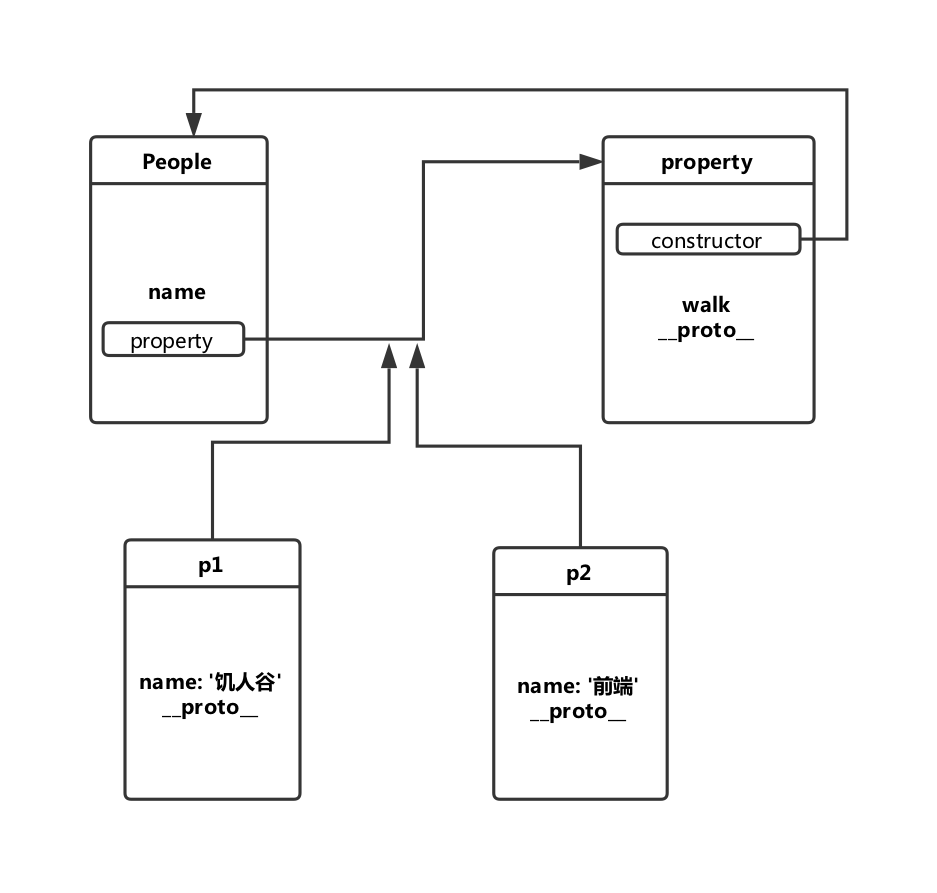 People
name
property
property
constructor
walk
__proto__
p1
name: '饥人谷'
__proto__
p2
name: '前端'
__proto__